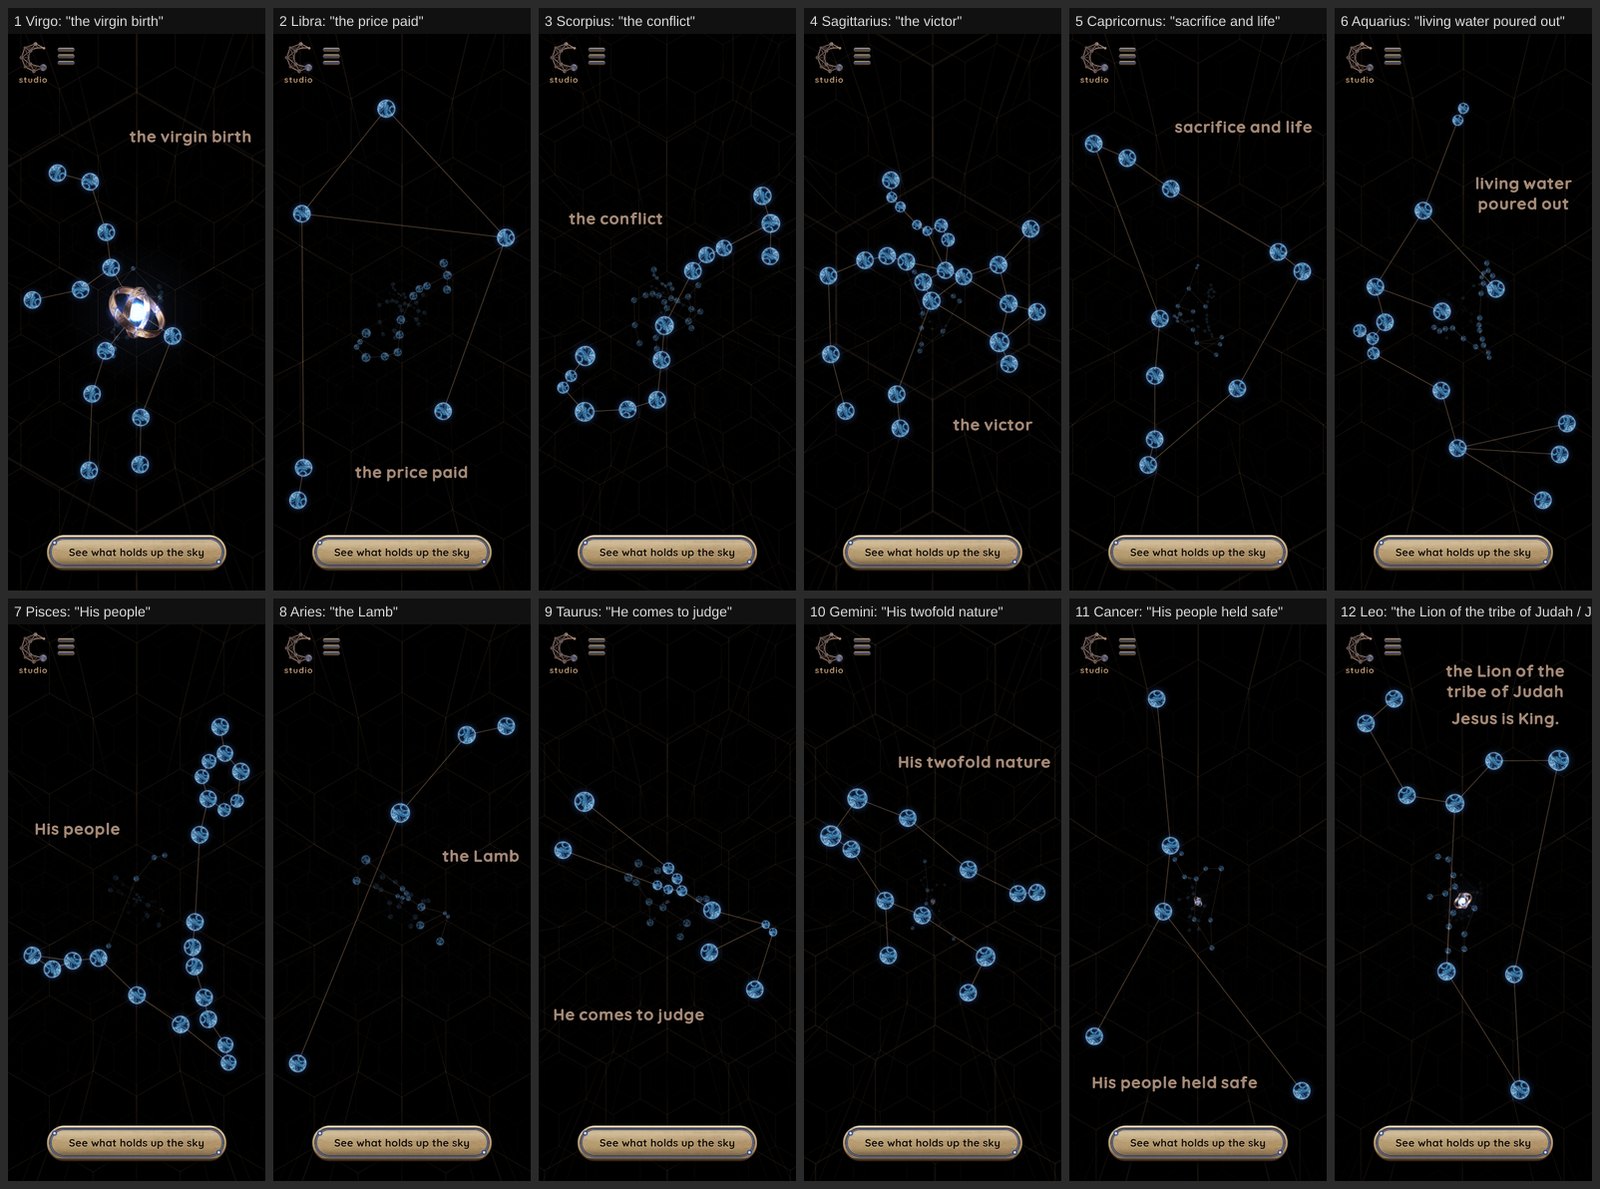 1 Virgo: "the virgin birth"
studio
the virgin birth
See what holds up the sky
2 Libra: "the price paid"
studio
the price paid
See what holds up the sky
3 Scorpius: "the conflict"
studio
the conflict
See what holds up the sky
4 Sagittarius: "the victor"
studio
the victor
See what holds up the sky
5 Capricornus: "sacrifice and life"
studio
sacrifice and life
See what holds up the sky
6 Aquarius: "living water poured out"
studio
living water
poured out
See what holds up the sky
7 Pisces: "His people"
studio
His people
See what holds up the sky
8 Aries: "the Lamb"
studio
the Lamb
See what holds up the sky
9 Taurus: "He comes to judge"
studio
He comes to judge
See what holds up the sky
10 Gemini: "His twofold nature"
studio
His twofold nature
See what holds up the sky
11 Cancer: "His people held safe"
studio
His people held safe
See what holds up the sky
12 Leo: "the Lion of the tribe of Judah / J
studio
the Lion of the
tribe of Judah
Jesus is King.
See what holds up the sky